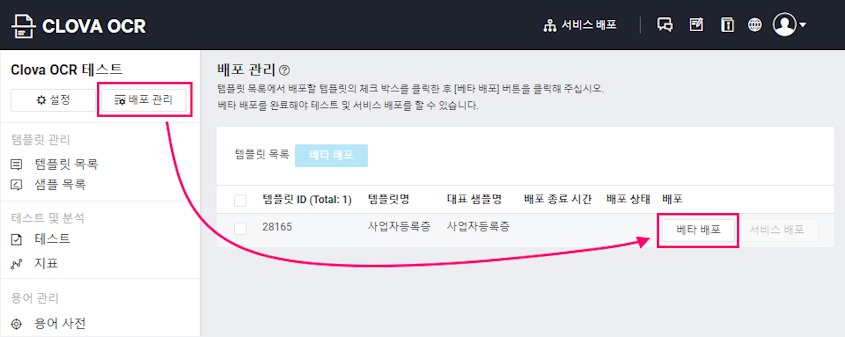 CLOVA OCR
서비스 배포
Clova OCR 테스트
설정
배포 관리
템플릿 관리
템플릿 목록
샘플 목록
테스트 및 분석
테스트
지표
용어 관리
용어 사전
배포 관리
템플릿 목록에서 배포할 템플릿의 체크 박스를 클릭한 후 [베타 배포] 버튼을 클릭해 주십시오.
베타 배포를 완료해야 테스트 및 서비스 배포를 할 수 있습니다.
템플릿 목록 베타 배포
템플릿 ID (Total: 1) 템플릿명 대표 샘플명 배포 종료 시간 배포 상태 배포
28165 사업자등록증 사업자등록증 베타 배포 서비스 배포